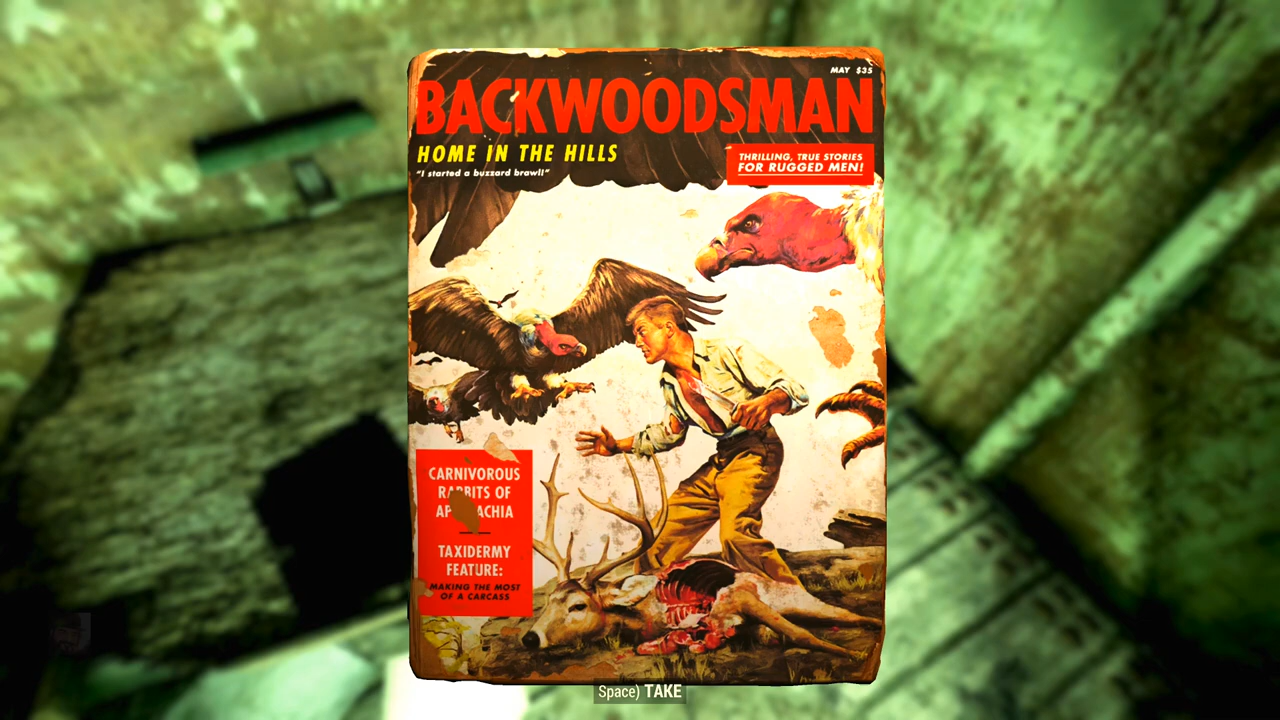 MAY $35
BACKWOODSMAN
HOME IN THE HILLS
"I started a buzzard brawl!"
THRILLING, TRUE STORIES
FOR RUGGED MEN!
CARNIVOROUS
RABBITS OF
APPALACHIA
TAXIDERMY
FEATURE:
MAKING THE MOST
OF A CARCASS
Space) TAKE